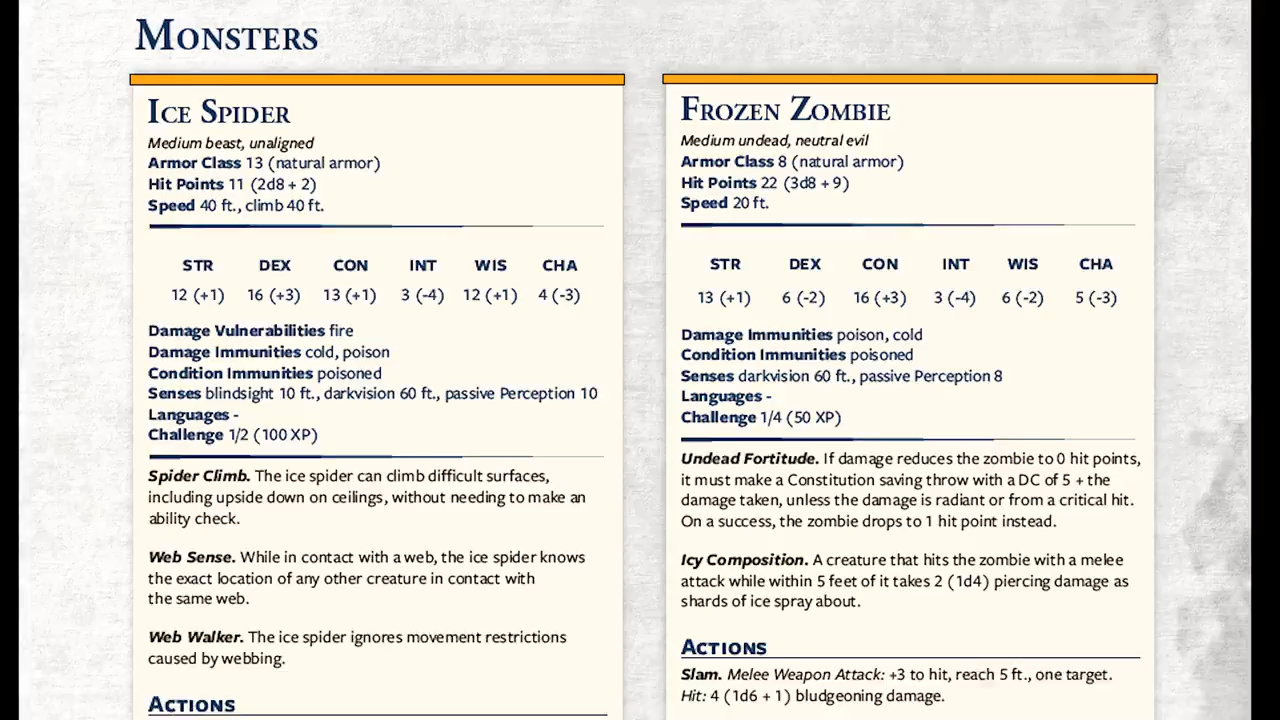 Monsters
Ice Spider
Medium beast, unaligned
Armor Class 13 (natural armor)
Hit Points 11 (2d8 + 2)
Speed 40 ft., climb 40 ft.
STR DEX CON INT WIS CHA
12 (+1) 16 (+3) 13 (+1) 3 (-4) 12 (+1) 4 (-3)
Damage Vulnerabilities fire
Damage Immunities cold, poison
Condition Immunities poisoned
Senses blindsight 10 ft., darkvision 60 ft., passive Perception 10
Languages -
Challenge 1/2 (100 XP)
Spider Climb. The ice spider can climb difficult surfaces,
including upside down on ceilings, without needing to make an
ability check.
Web Sense. While in contact with a web, the ice spider knows
the exact location of any other creature in contact with
the same web.
Web Walker. The ice spider ignores movement restrictions
caused by webbing.
Actions
Frozen Zombie
Medium undead, neutral evil
Armor Class 8 (natural armor)
Hit Points 22 (3d8 + 9)
Speed 20 ft.
STR DEX CON INT WIS CHA
13 (+1) 6 (-2) 16 (+3) 3 (-4) 6 (-2) 5 (-3)
Damage Immunities poison, cold
Condition Immunities poisoned
Senses darkvision 60 ft., passive Perception 8
Languages -
Challenge 1/4 (50 XP)
Undead Fortitude. If damage reduces the zombie to 0 hit points,
it must make a Constitution saving throw with a DC of 5 + the
damage taken, unless the damage is radiant or from a critical hit.
On a success, the zombie drops to 1 hit point instead.
Icy Composition. A creature that hits the zombie with a melee
attack while within 5 feet of it takes 2 (1d4) piercing damage as
shards of ice spray about.
Actions
Slam. Melee Weapon Attack: +3 to hit, reach 5 ft., one target.
Hit: 4 (1d6 + 1) bludgeoning damage.